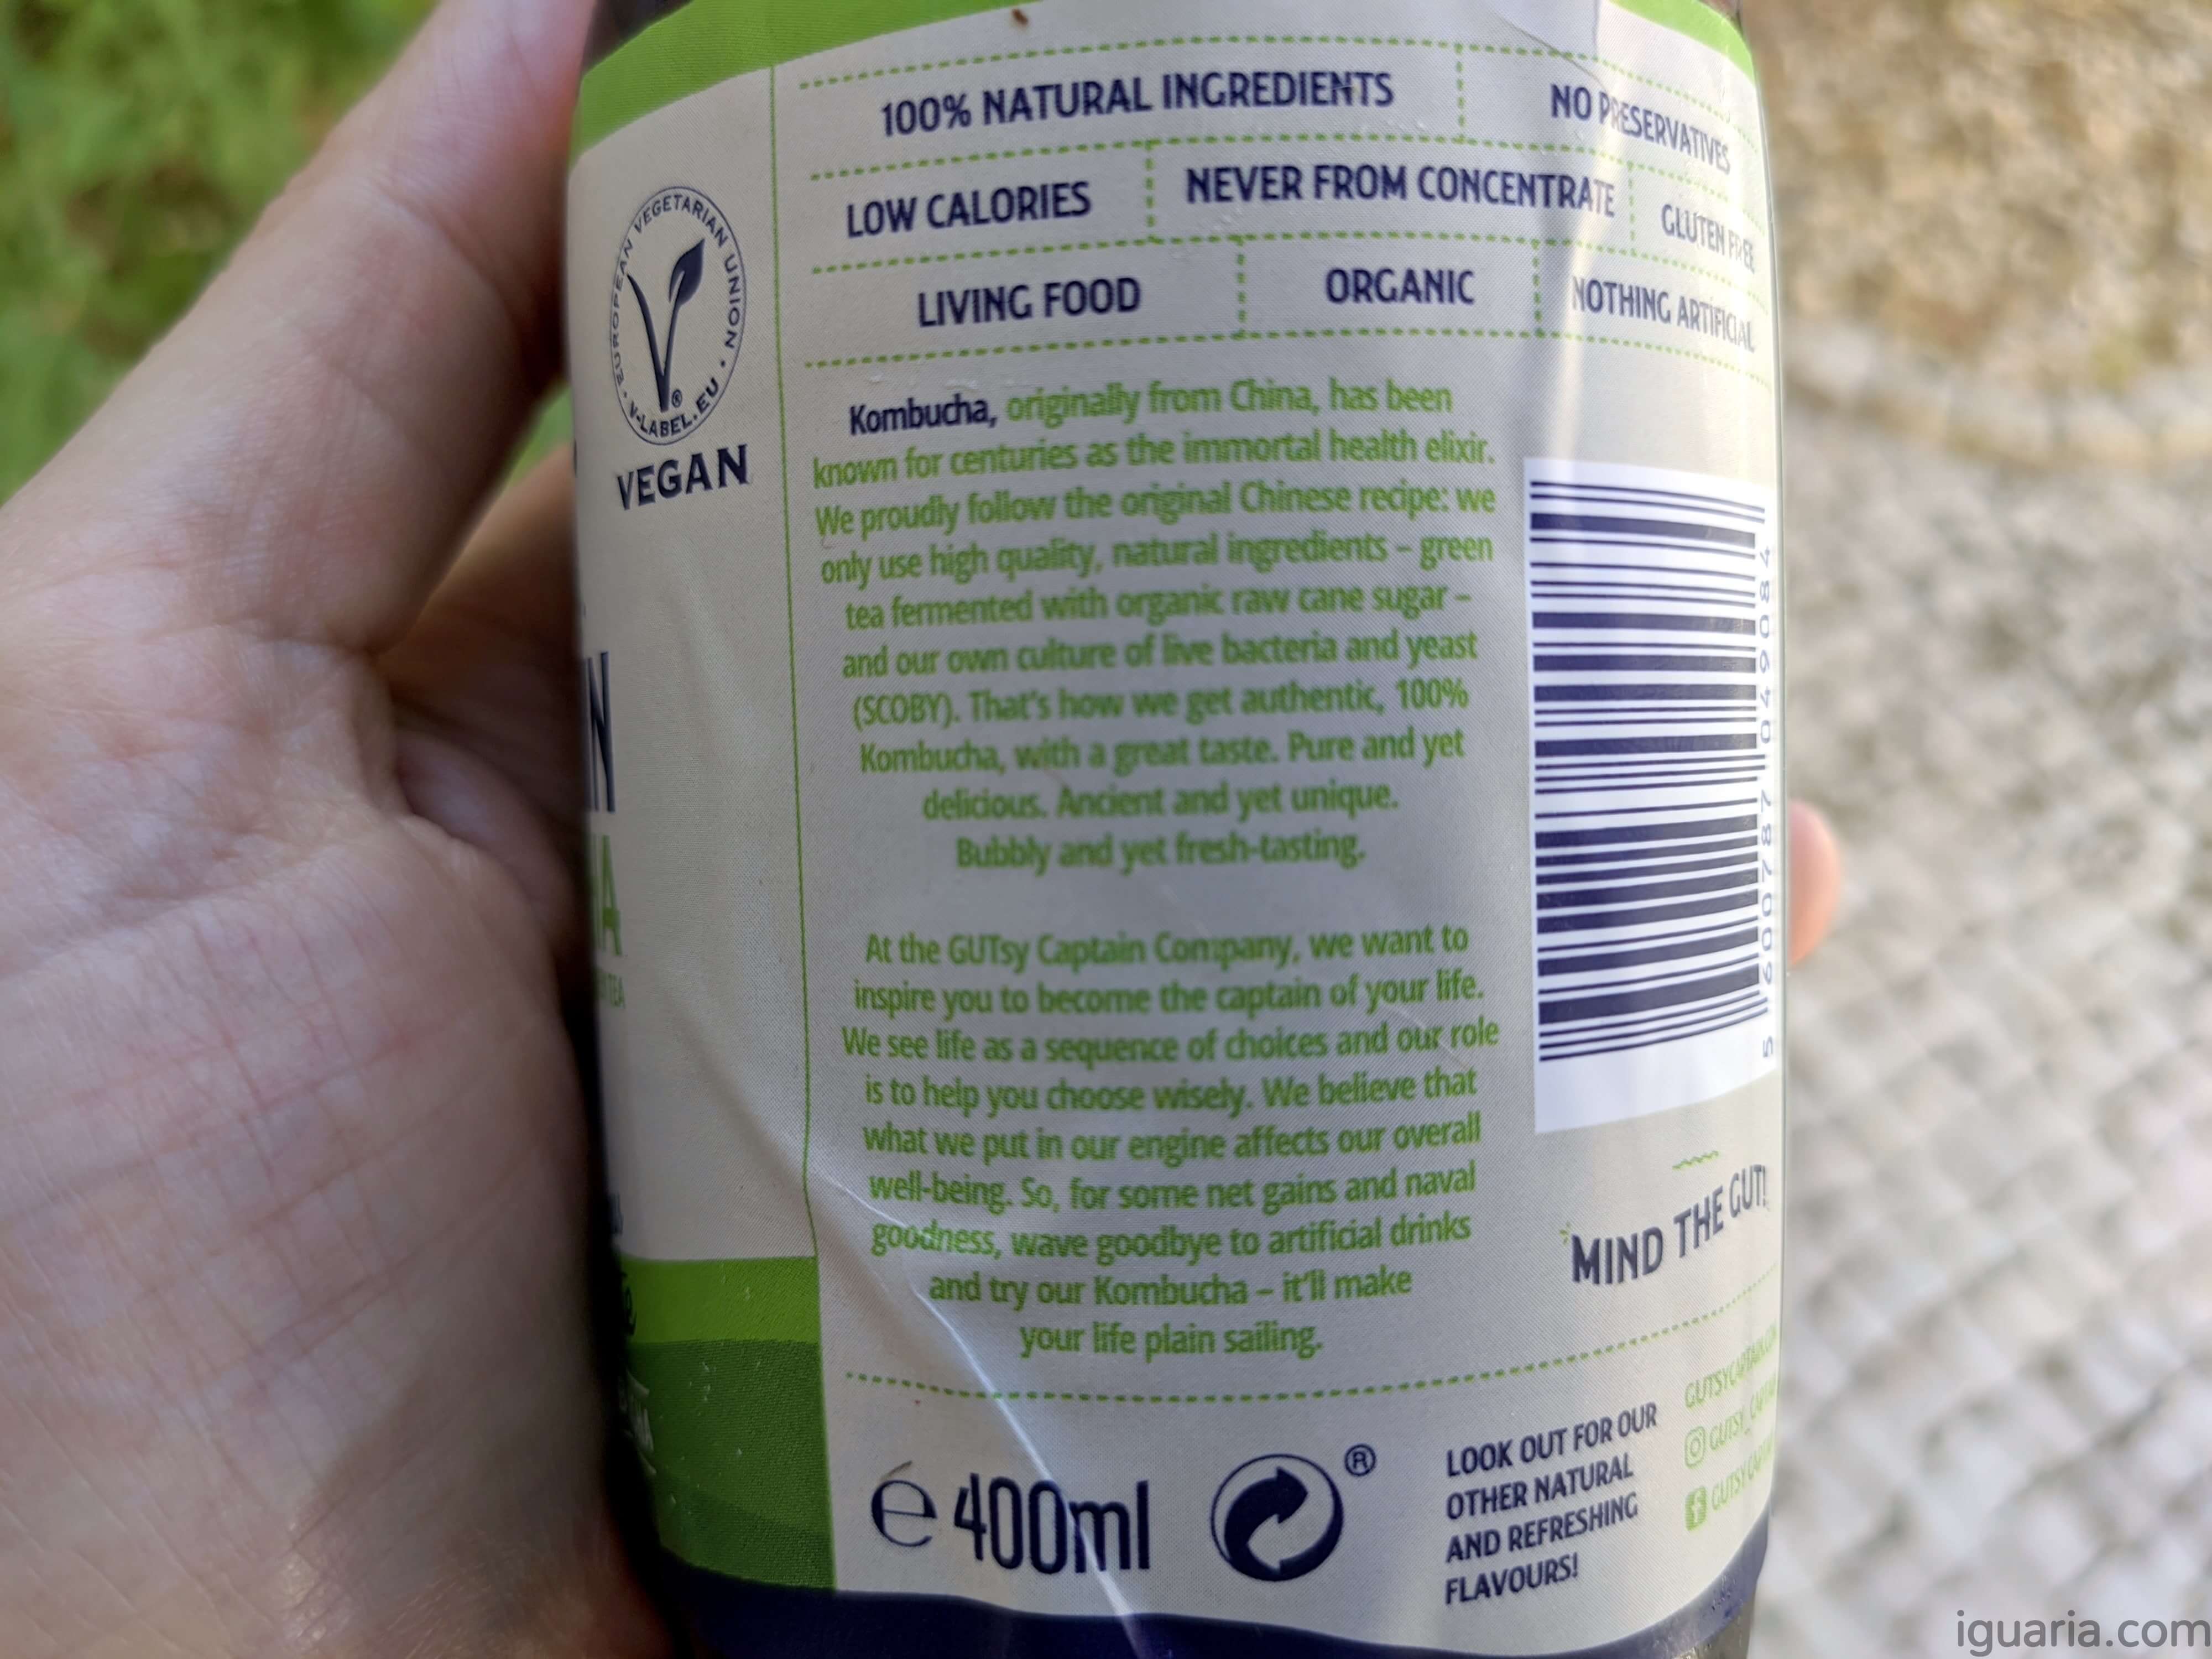 100% NATURAL INGREDIENTS
NO PRESERVATIVES
LOW CALORIES
NEVER FROM CONCENTRATE
GLUTEN FREE
LIVING FOOD
ORGANIC
NOTHING ARTIFICIAL
EUROPEAN VEGETARIAN UNION
V-LABEL.EU
®
VEGAN
Kombucha, originally from China, has been
known for centuries as the immortal health elixir.
We proudly follow the original Chinese recipe: we
only use high quality, natural ingredients – green
tea fermented with organic raw cane sugar –
and our own culture of live bacteria and yeast
(SCOBY). That's how we get authentic, 100%
Kombucha, with a great taste. Pure and yet
delicious. Ancient and yet unique.
Bubbly and yet fresh-tasting.
At the GUTsy Captain Company, we want to
inspire you to become the captain of your life.
We see life as a sequence of choices and our role
is to help you choose wisely. We believe that
what we put in our engine affects our overall
well-being. So, for some net gains and naval
goodness, wave goodbye to artificial drinks
and try our Kombucha – it'll make
your life plain sailing.
MIND THE GUT!
e 400ml
®
LOOK OUT FOR OUR
OTHER NATURAL
AND REFRESHING
FLAVOURS!
iguaria.com